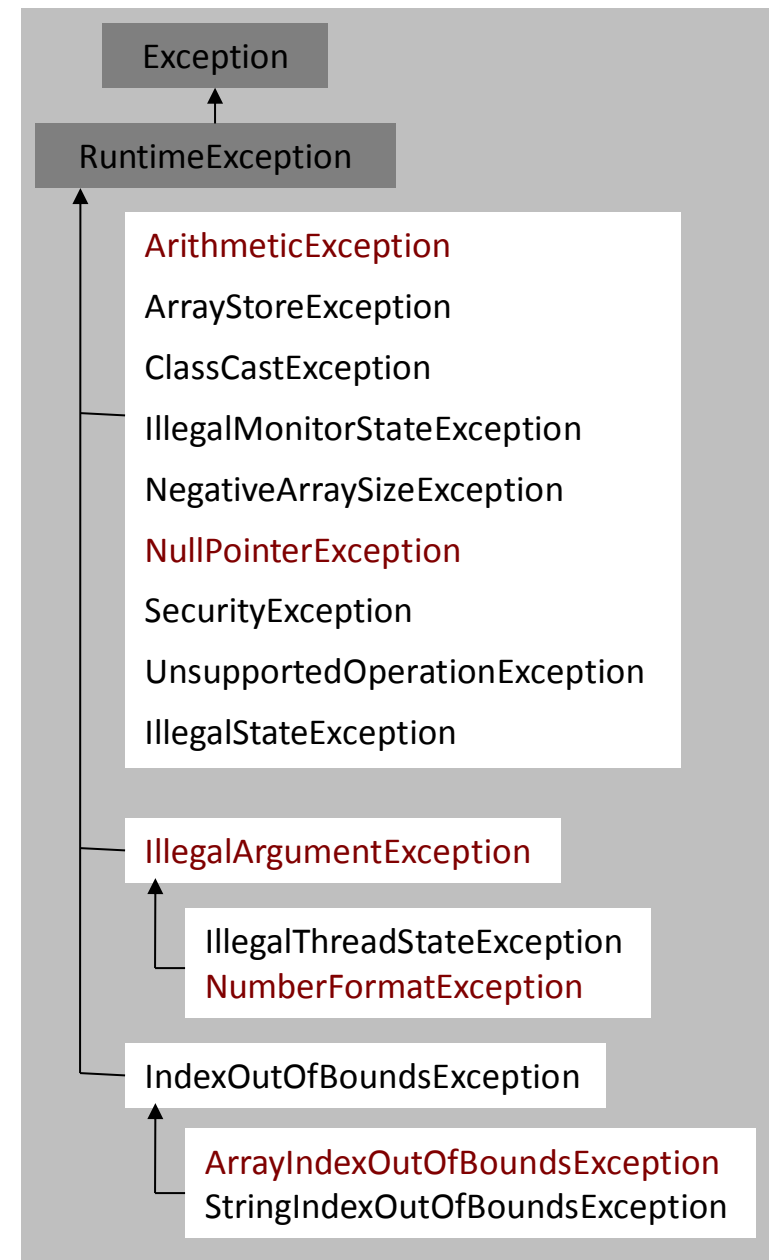 Exception
RuntimeException
ArithmeticException
ArrayStoreException
ClassCastException
IllegalMonitorStateException
NegativeArraySizeException
NullPointerException
SecurityException
UnsupportedOperationException
IllegalStateException
IllegalArgumentException
IllegalThreadStateException
NumberFormatException
IndexOutOfBoundsException
ArrayIndexOutOfBoundsException
StringIndexOutOfBoundsException